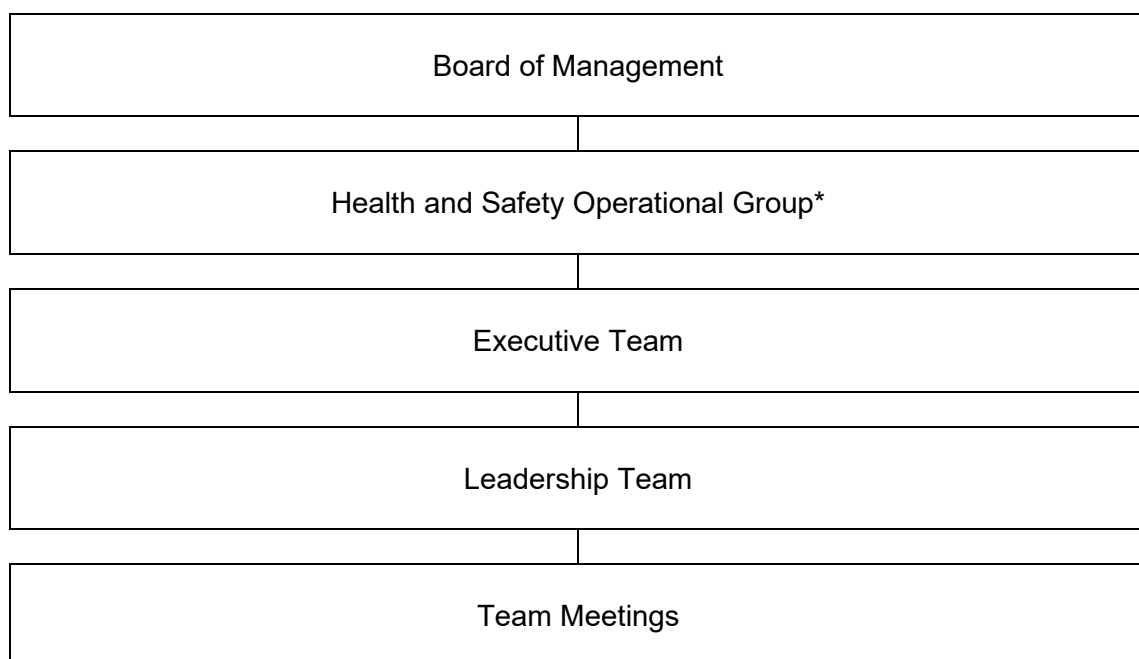 Board of Management
Health and Safety Operational Group*
Executive Team
Leadership Team
Team Meetings